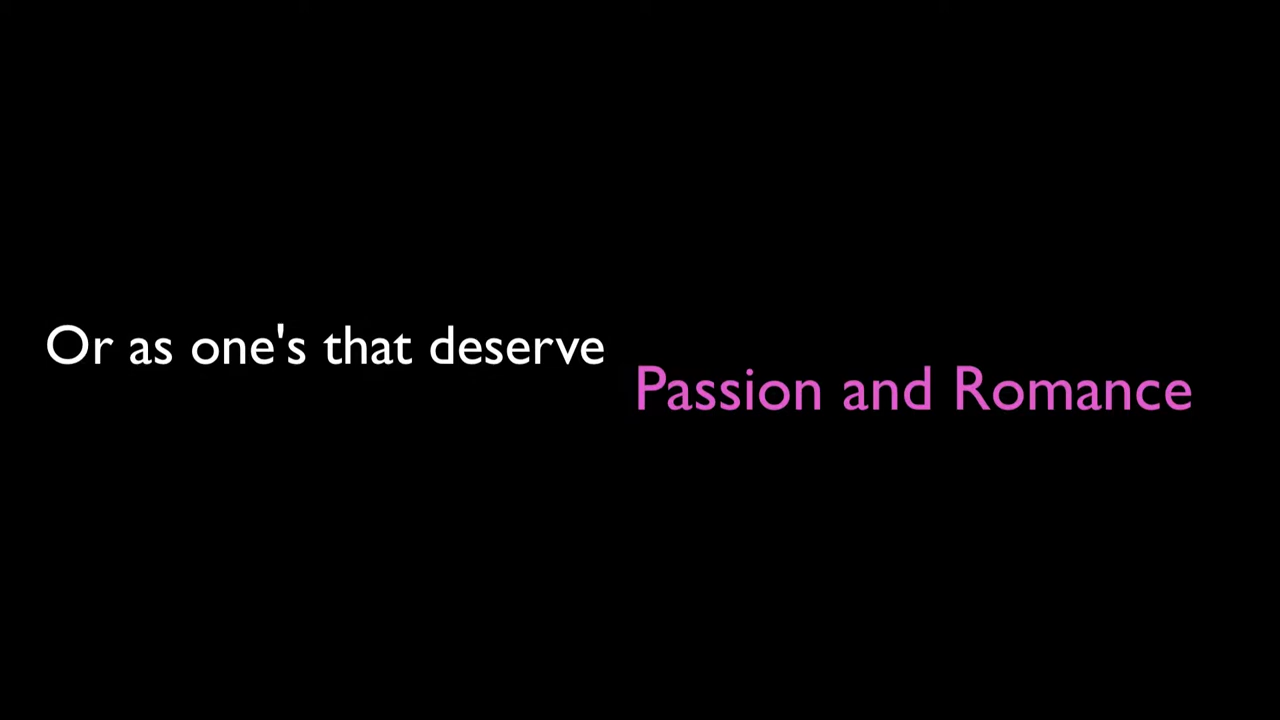 Or as one's that deserve
Passion and Romance